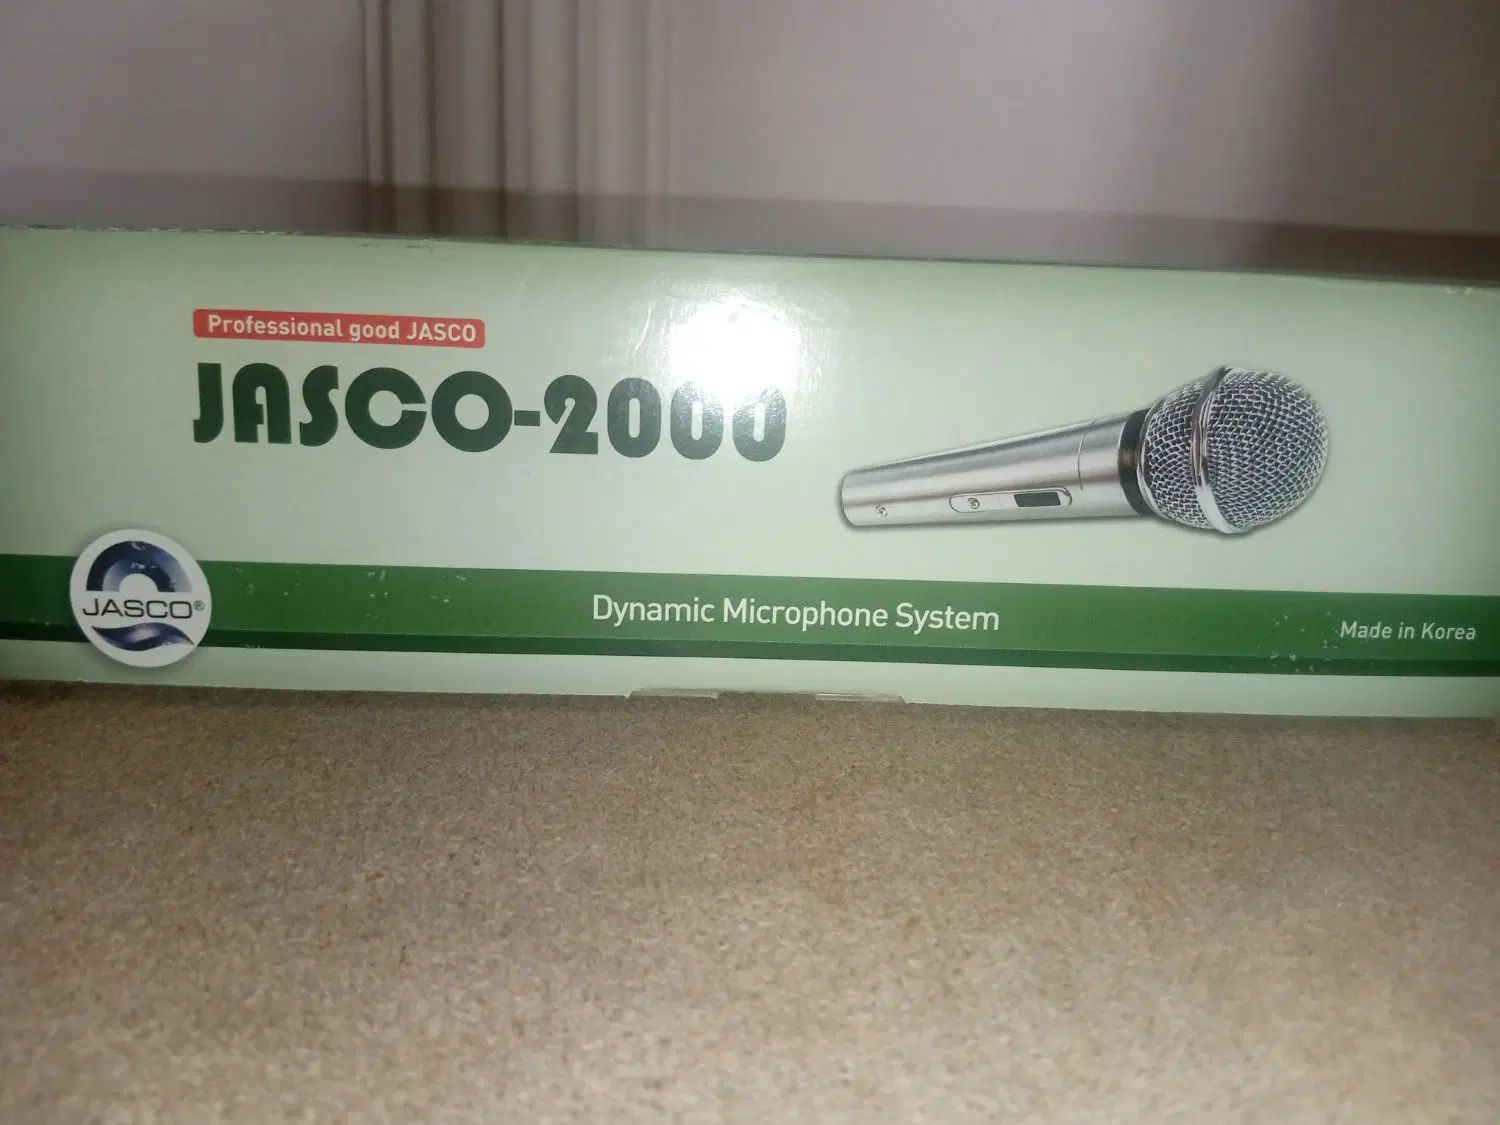 Professional good JASCO
JASCO-2000
JASCO®
Dynamic Microphone System
Made in Korea